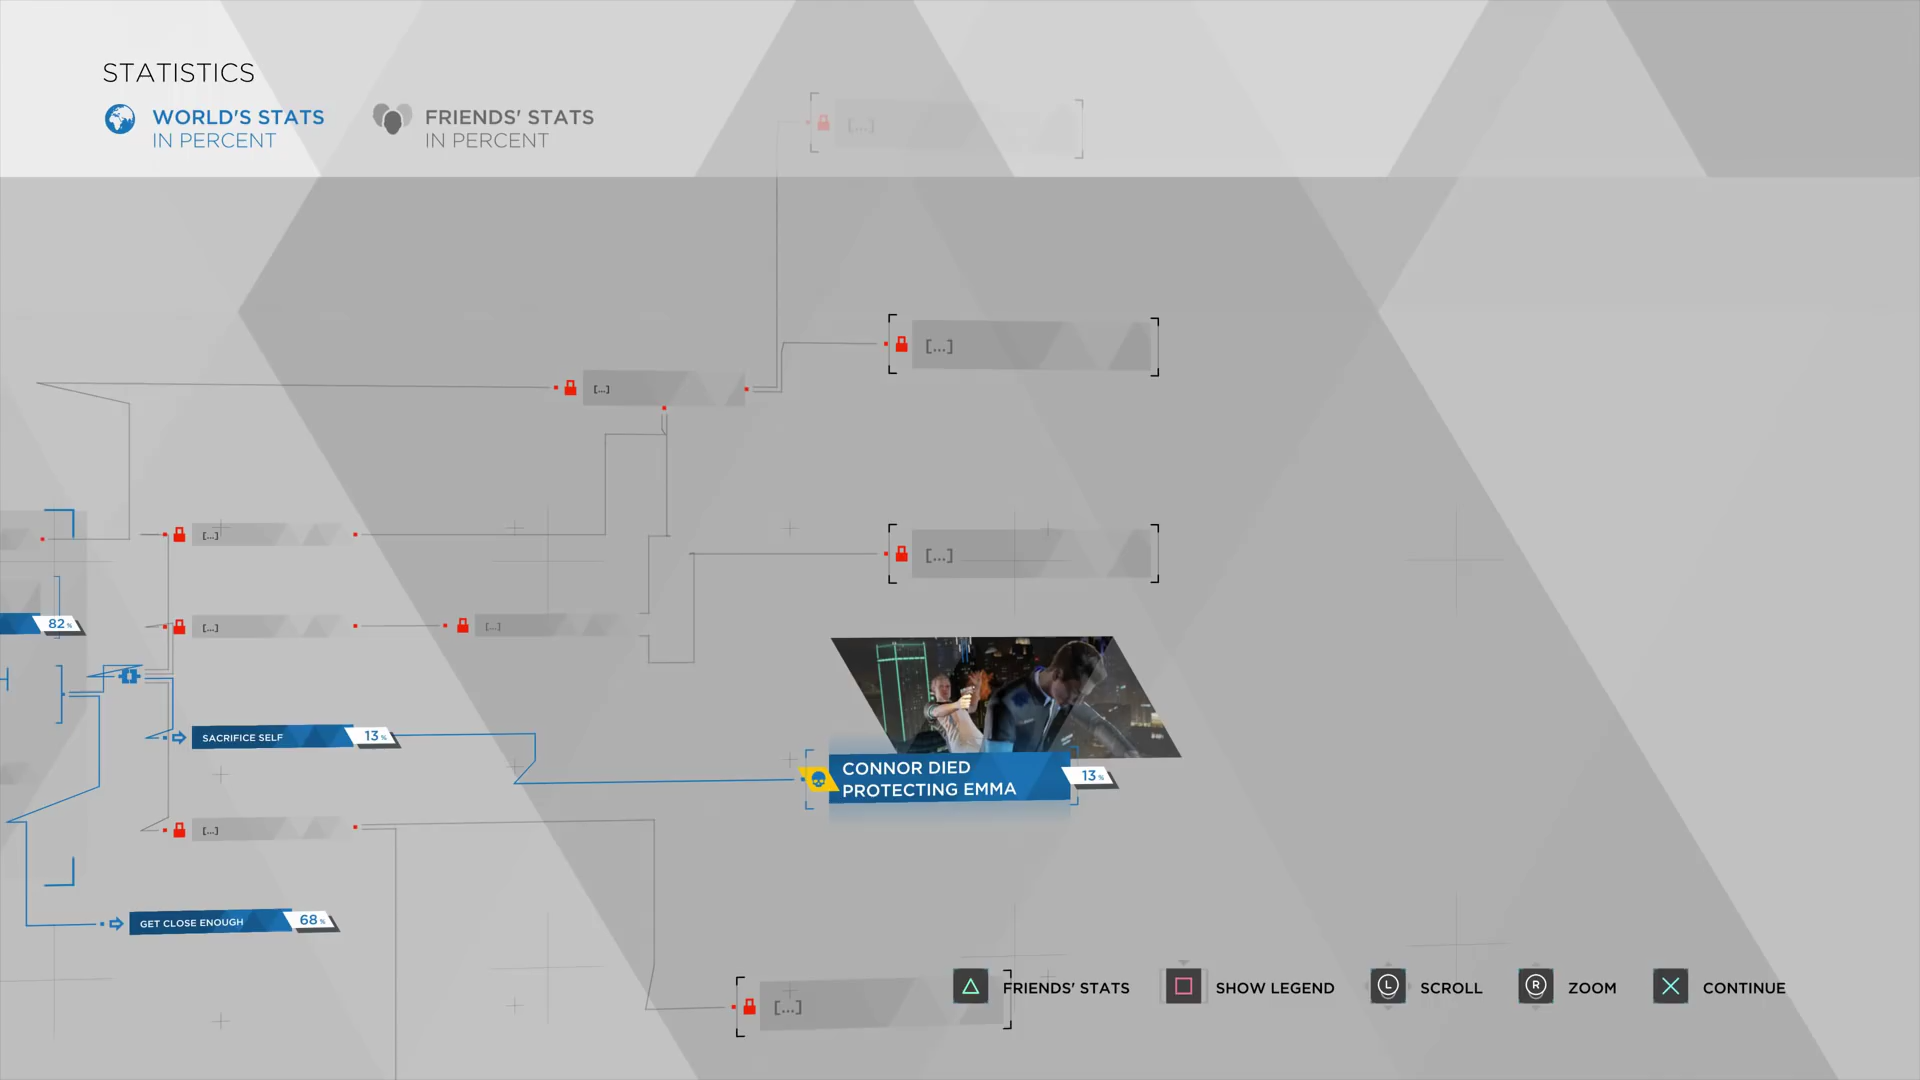 STATISTICS
WORLD'S STATS
IN PERCENT
FRIENDS' STATS
IN PERCENT
[...]
[...]
[...]
[...]
[...]
82%
[...]
[...]
SACRIFICE SELF 13%
CONNOR DIED
PROTECTING EMMA
13%
[...]
GET CLOSE ENOUGH 68%
[...]
FRIENDS' STATS
SHOW LEGEND
L
SCROLL
R
ZOOM
CONTINUE